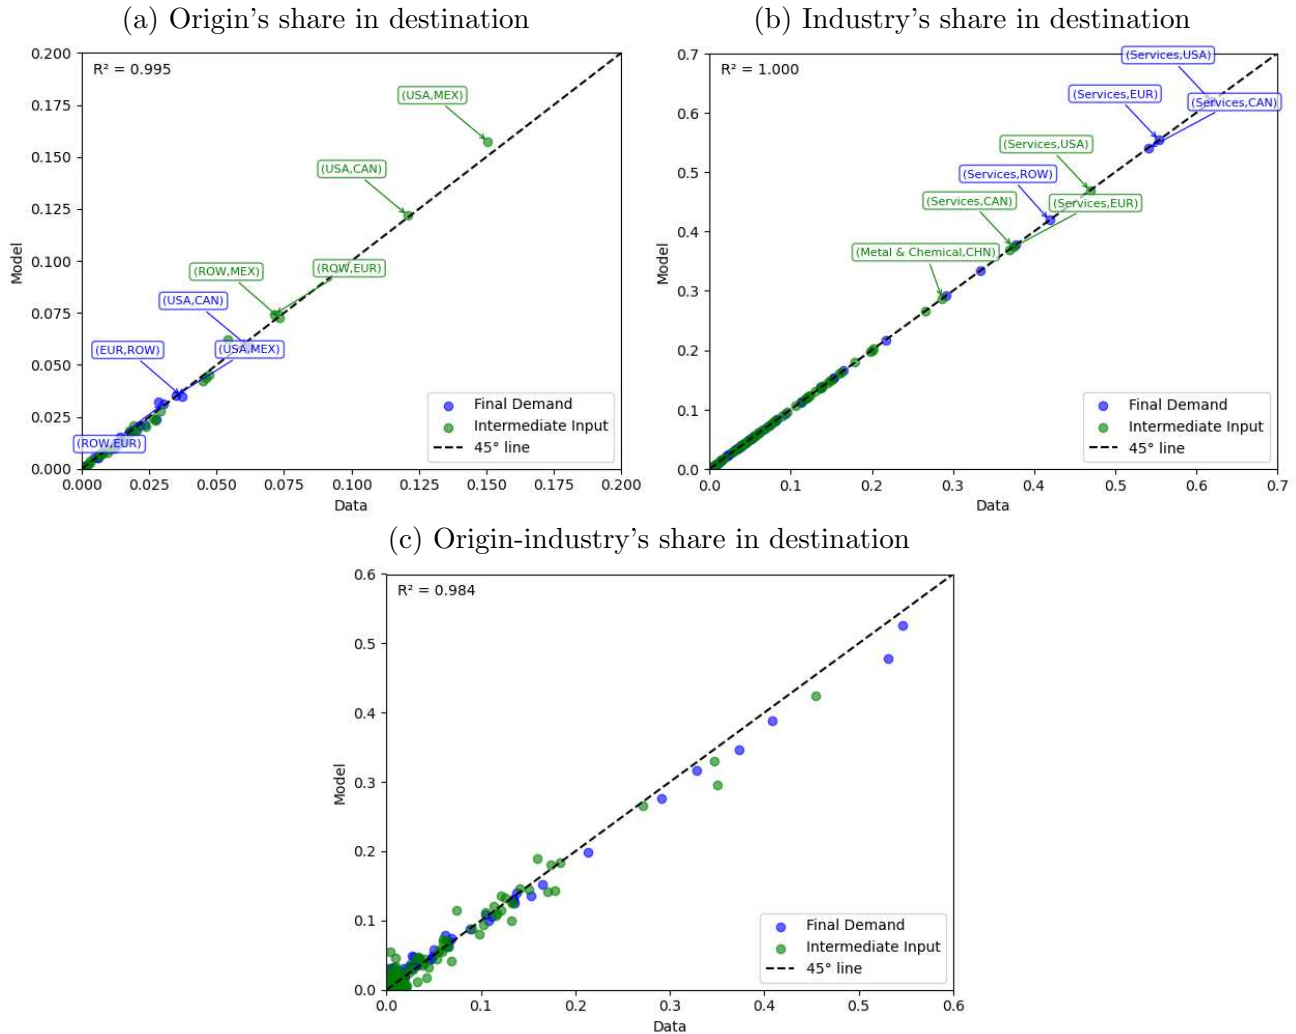 (a) Origin's share in destination
R² = 0.995
(USA,MEX)
(USA,CAN)
(ROW,MEX)
(ROW,EUR)
(USA,CAN)
(EUR,ROW)
(USA,MEX)
(ROW,EUR)
Final Demand
Intermediate Input
45° line
Model
0.200
0.175
0.150
0.125
0.100
0.075
0.050
0.025
0.000
0.000 0.025 0.050 0.075 0.100 0.125 0.150 0.175 0.200
Data
(b) Industry's share in destination
R² = 1.000
(Services,USA)
(Services,EUR)
(Services,CAN)
(Services,USA)
(Services,ROW)
(Services,CAN)
(Services,EUR)
(Metal & Chemical,CHN)
Final Demand
Intermediate Input
45° line
Model
0.7
0.6
0.5
0.4
0.3
0.2
0.1
0.0
0.0 0.1 0.2 0.3 0.4 0.5 0.6 0.7
Data
(c) Origin-industry's share in destination
R² = 0.984
Final Demand
Intermediate Input
45° line
Model
0.6
0.5
0.4
0.3
0.2
0.1
0.0
0.0 0.1 0.2 0.3 0.4 0.5 0.6
Data